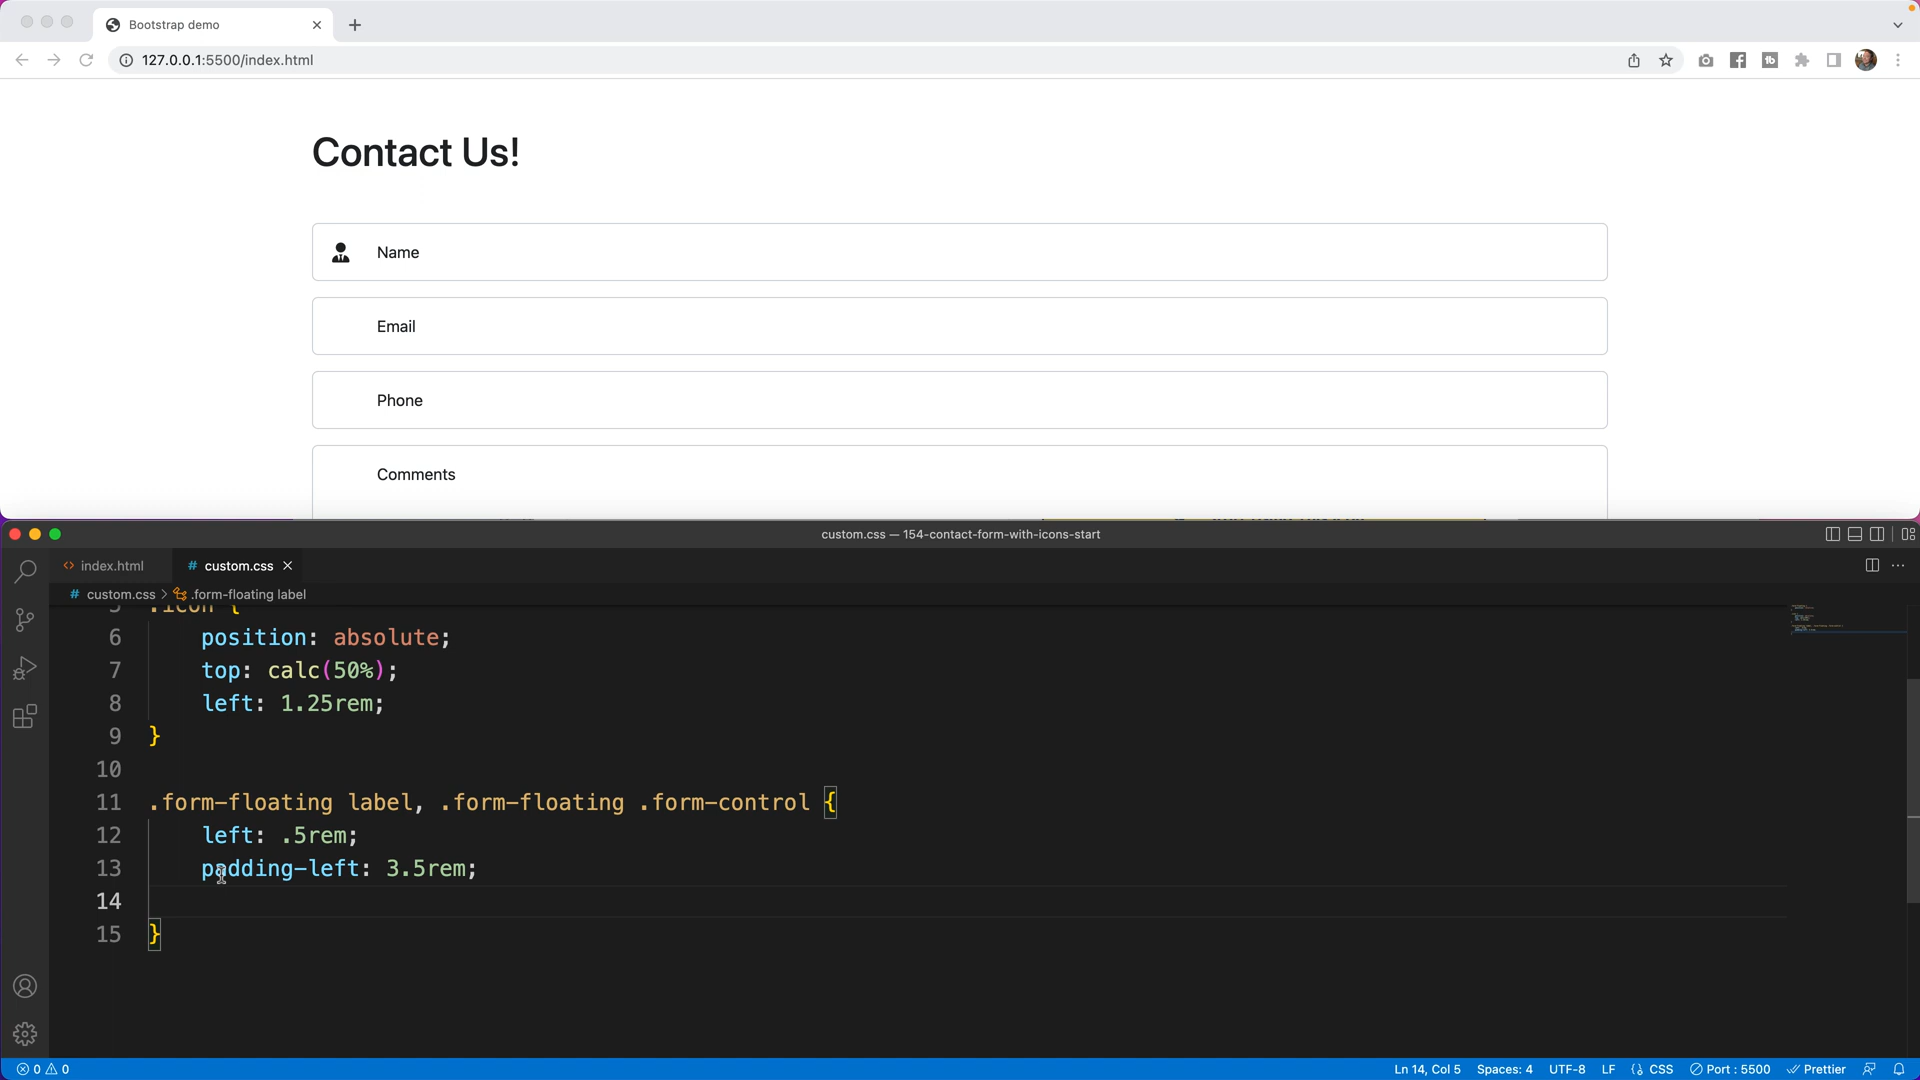 Bootstrap demo
127.0.0.1:5500/index.html
Contact Us!
Name
Email
Phone
Comments
custom.css — 154-contact-form-with-icons-start
index.html
# custom.css
# custom.css > .form-floating label
5 .icon {
6 position: absolute;
7 top: calc(50%);
8 left: 1.25rem;
9 }
10
11 .form-floating label, .form-floating .form-control {
12 left: .5rem;
13 padding-left: 3.5rem;
14
15 }
0 0 Ln 14, Col 5 Spaces: 4 UTF-8 LF {} CSS Port : 5500 Prettier